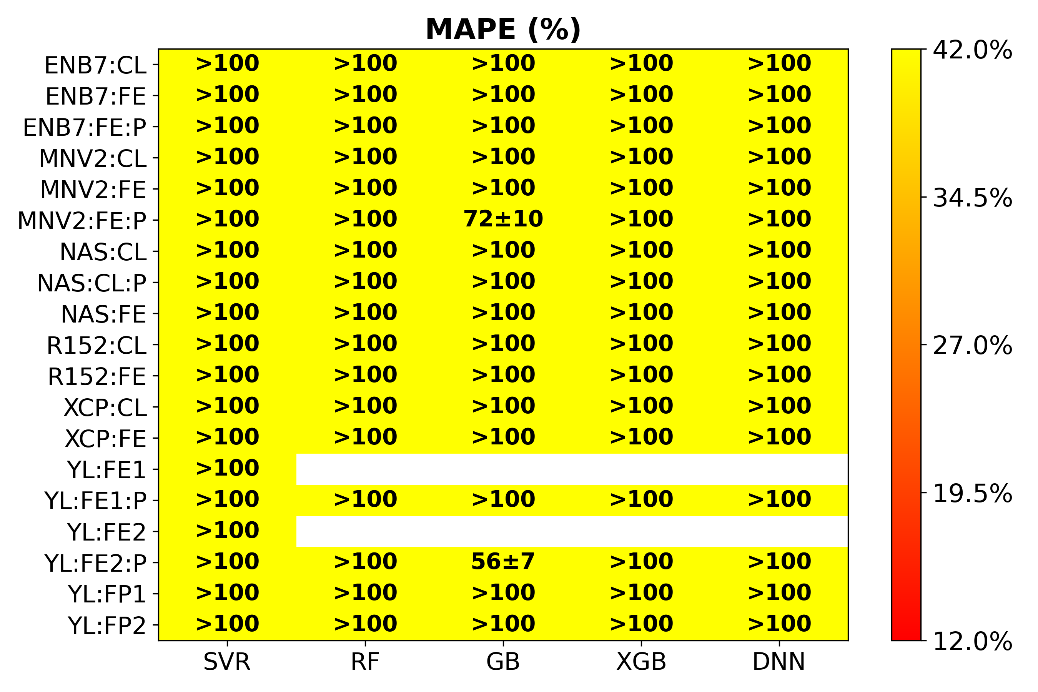 MAPE (%)
ENB7:CL >100 >100 >100 >100 >100 42.0%
ENB7:FE >100 >100 >100 >100 >100
ENB7:FE:P >100 >100 >100 >100 >100
MNV2:CL >100 >100 >100 >100 >100
MNV2:FE >100 >100 >100 >100 >100 34.5%
MNV2:FE:P >100 >100 72±10 >100 >100
NAS:CL >100 >100 >100 >100 >100
NAS:CL:P >100 >100 >100 >100 >100
NAS:FE >100 >100 >100 >100 >100
R152:CL >100 >100 >100 >100 >100 27.0%
R152:FE >100 >100 >100 >100 >100
XCP:CL >100 >100 >100 >100 >100
XCP:FE >100 >100 >100 >100 >100
YL:FE1 >100
YL:FE1:P >100 >100 >100 >100 >100 19.5%
YL:FE2 >100
YL:FE2:P >100 >100 56±7 >100 >100
YL:FP1 >100 >100 >100 >100 >100
YL:FP2 >100 >100 >100 >100 >100 12.0%
SVR RF GB XGB DNN